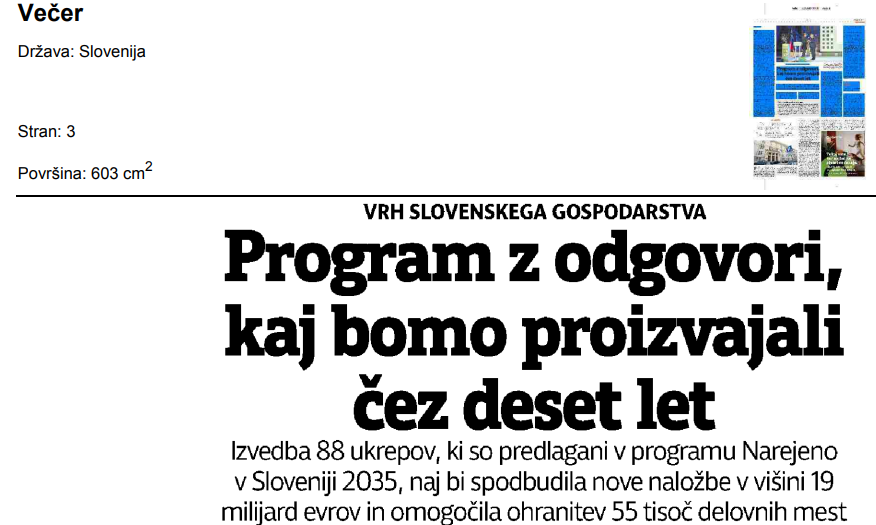 Večer
Država: Slovenija
Stran: 3
Površina: 603 cm2
VRH SLOVENSKEGA GOSPODARSTVA
Program z odgovori,
kaj bomo proizvajali
čez deset let
Izvedba 88 ukrepov, ki so predlagani v programu Narejeno
v Sloveniji 2035, naj bi spodbudila nove naložbe v višini 19
milijard evrov in omogočila ohranitev 55 tisoč delovnih mest